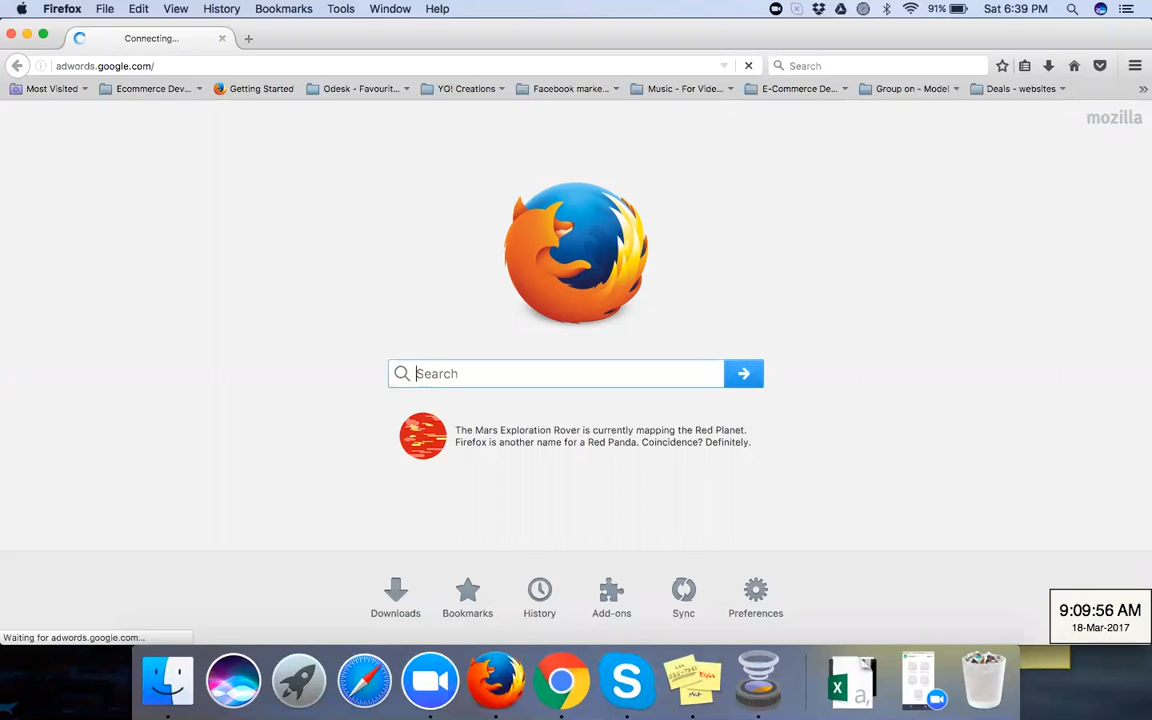 Firefox File Edit View History Bookmarks Tools Window Help 91% Sat 6:39 PM
Connecting...
adwords.google.com/ Search
Most Visited Ecommerce Dev... Getting Started Odesk - Favourit... YO! Creations Facebook marke... Music - For Vide... E-Commerce De... Group on - Model Deals - websites
mozilla
Search
The Mars Exploration Rover is currently mapping the Red Planet.
Firefox is another name for a Red Panda. Coincidence? Definitely.
Downloads Bookmarks History Add-ons Sync Preferences
9:09:56 AM
18-Mar-2017
Waiting for adwords.google.com...